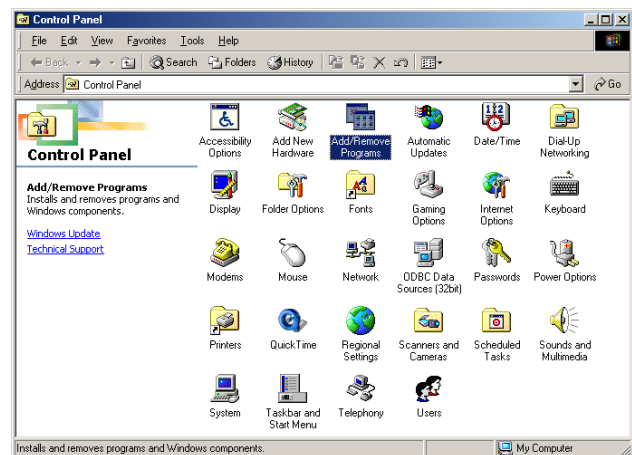 Control Panel
File Edit View Favorites Tools Help
Back Search Folders History
Address Control Panel Go
Control Panel
Add/Remove Programs
Installs and removes programs and
Windows components.
Windows Update
Technical Support
Accessibility
Options
Add New
Hardware
Add/Remove
Programs
Automatic
Updates
Date/Time
Dial-Up
Networking
Display
Folder Options
Fonts
Gaming
Options
Internet
Options
Keyboard
Modems
Mouse
Network
ODBC Data
Sources (32bit)
Passwords
Power Options
Printers
QuickTime
Regional
Settings
Scanners and
Cameras
Scheduled
Tasks
Sounds and
Multimedia
System
Taskbar and
Start Menu
Telephony
Users
Installs and removes programs and Windows components. My Computer